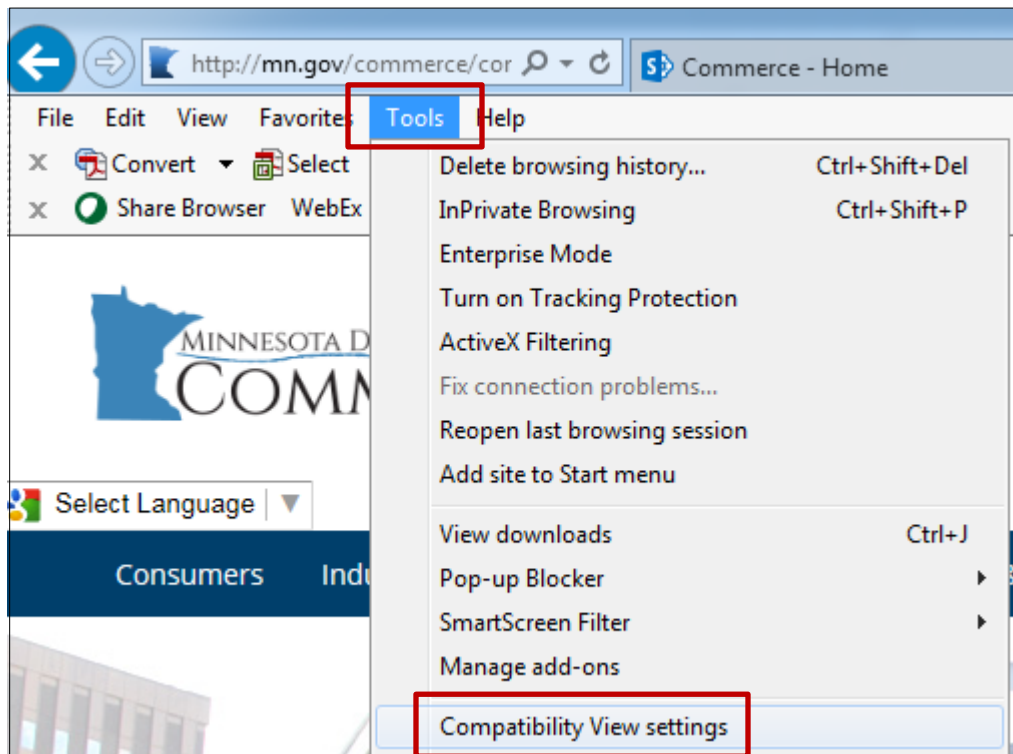 http://mn.gov/commerce/cor
Commerce - Home
File Edit View Favorites Tools Help
x Convert Select
x Share Browser WebEx
Delete browsing history... Ctrl+Shift+Del
InPrivate Browsing Ctrl+Shift+P
Enterprise Mode
Turn on Tracking Protection
ActiveX Filtering
Fix connection problems...
Reopen last browsing session
Add site to Start menu
View downloads Ctrl+J
Pop-up Blocker
SmartScreen Filter
Manage add-ons
Compatibility View settings
MINNESOTA D
COMM
Select Language
Consumers Indu